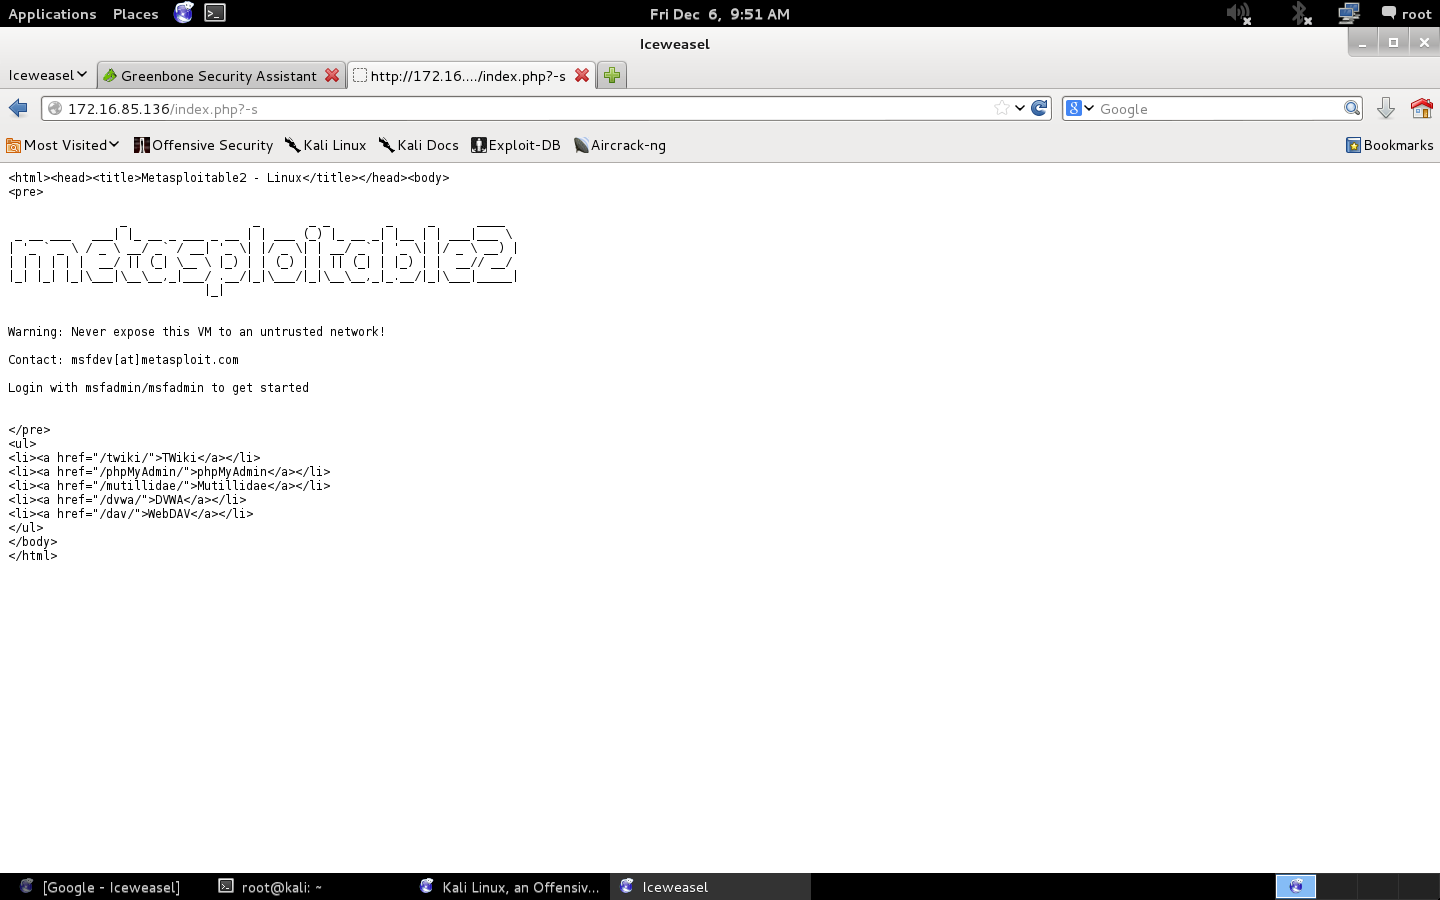 Applications Places Fri Dec 6, 9:51 AM root
Iceweasel
Iceweasel Greenbone Security Assistant http://172.16..../index.php?-s
172.16.85.136/index.php?-s Google
Most Visited Offensive Security Kali Linux Kali Docs Exploit-DB Aircrack-ng Bookmarks
<html><head><title>Metasploitable2 - Linux</title></head><body>
<pre>
metasploitable2
Warning: Never expose this VM to an untrusted network!
Contact: msfdev[at]metasploit.com
Login with msfadmin/msfadmin to get started
</pre>
<ul>
<li><a href="/twiki/">TWiki</a></li>
<li><a href="/phpMyAdmin/">phpMyAdmin</a></li>
<li><a href="/mutillidae/">Mutillidae</a></li>
<li><a href="/dvwa/">DVWA</a></li>
<li><a href="/dav/">WebDAV</a></li>
</ul>
</body>
</html>
[Google - Iceweasel] root@kali: ~ Kali Linux, an Offensiv... Iceweasel